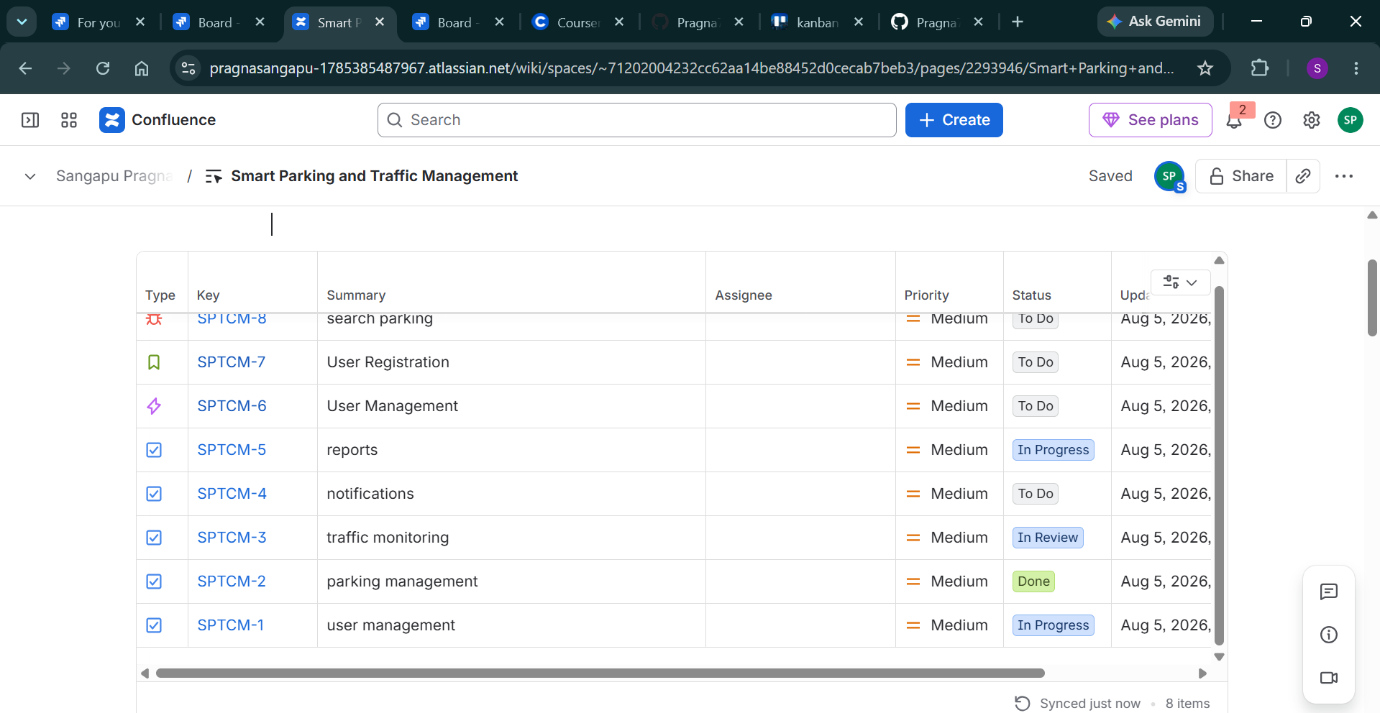 For you
Board -
Smart P
Board -
Course
Pragna
kanban
Pragna
Ask Gemini
pragnasangapu-1785385487967.atlassian.net/wiki/spaces/~71202004232cc62aa14be88452d0cecab7beb3/pages/2293946/Smart+Parking+and...
S
Confluence
Search
+ Create
See plans
2
SP
Sangapu Pragna / Smart Parking and Traffic Management
Saved
SP
S
Share
Type Key Summary Assignee Priority Status Upda
SPTCM-8 search parking Medium To Do Aug 5, 2026,
SPTCM-7 User Registration Medium To Do Aug 5, 2026,
SPTCM-6 User Management Medium To Do Aug 5, 2026,
SPTCM-5 reports Medium In Progress Aug 5, 2026,
SPTCM-4 notifications Medium To Do Aug 5, 2026,
SPTCM-3 traffic monitoring Medium In Review Aug 5, 2026,
SPTCM-2 parking management Medium Done Aug 5, 2026,
SPTCM-1 user management Medium In Progress Aug 5, 2026,
Synced just now • 8 items